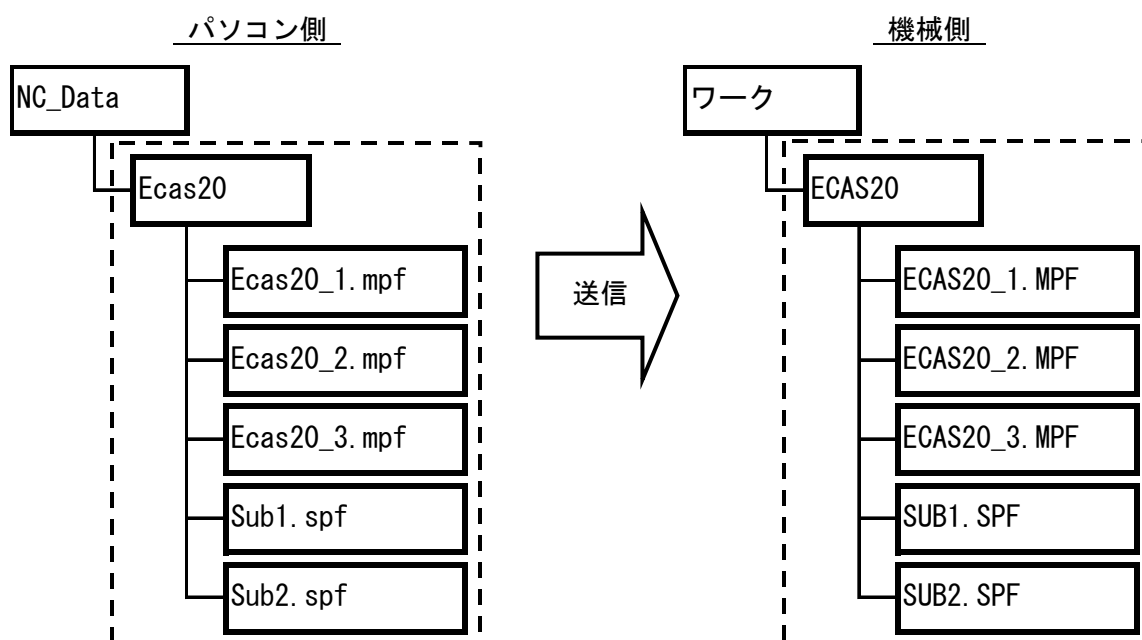 パソコン側
機械側
NC_Data
ワーク
Ecas20
ECAS20
Ecas20_1.mpf
ECAS20_1.MPF
送信
Ecas20_2.mpf
ECAS20_2.MPF
Ecas20_3.mpf
ECAS20_3.MPF
Sub1.spf
SUB1.SPF
Sub2.spf
SUB2.SPF